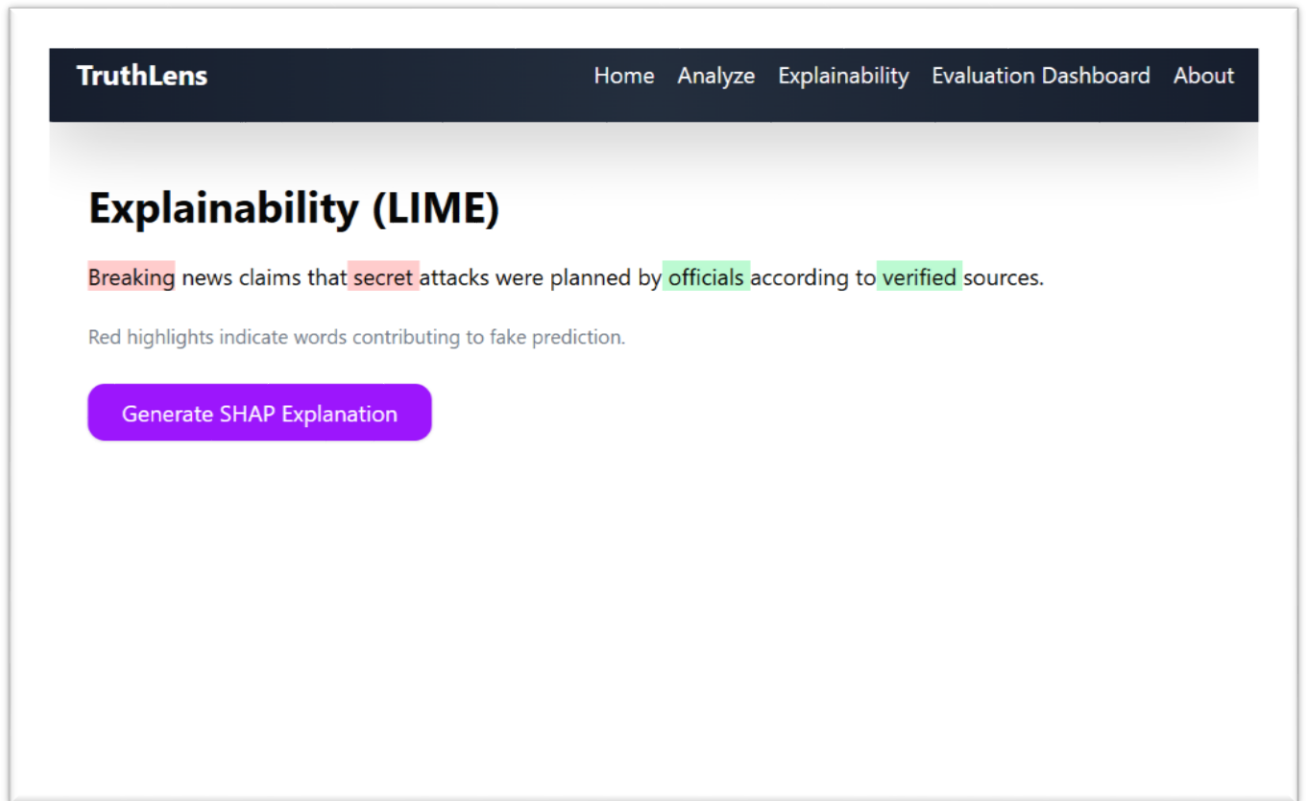 TruthLens
Home Analyze Explainability Evaluation Dashboard About
Explainability (LIME)
Breaking news claims that secret attacks were planned by officials according to verified sources.
Red highlights indicate words contributing to fake prediction.
Generate SHAP Explanation